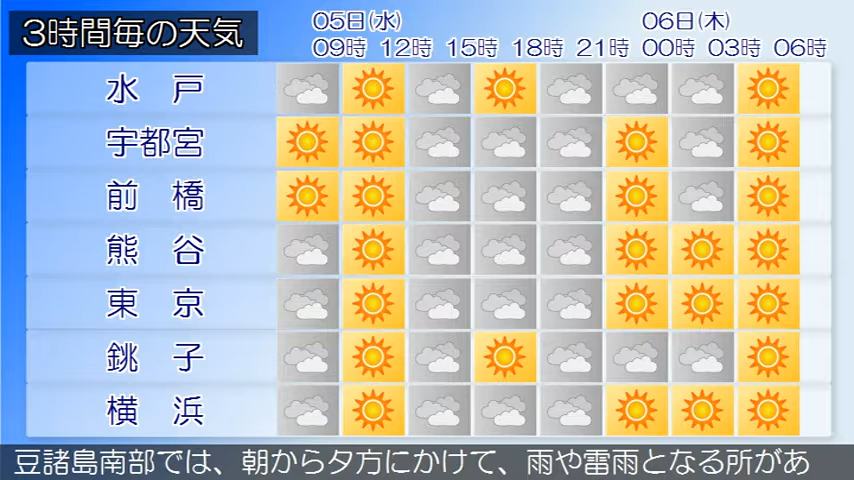 3時間毎の天気
05日(水) 06日(木)
09時 12時 15時 18時 21時 00時 03時 06時
水戸
宇都宮
前橋
熊谷
東京
銚子
横浜
豆諸島南部では、朝から夕方にかけて、雨や雷雨となる所があ